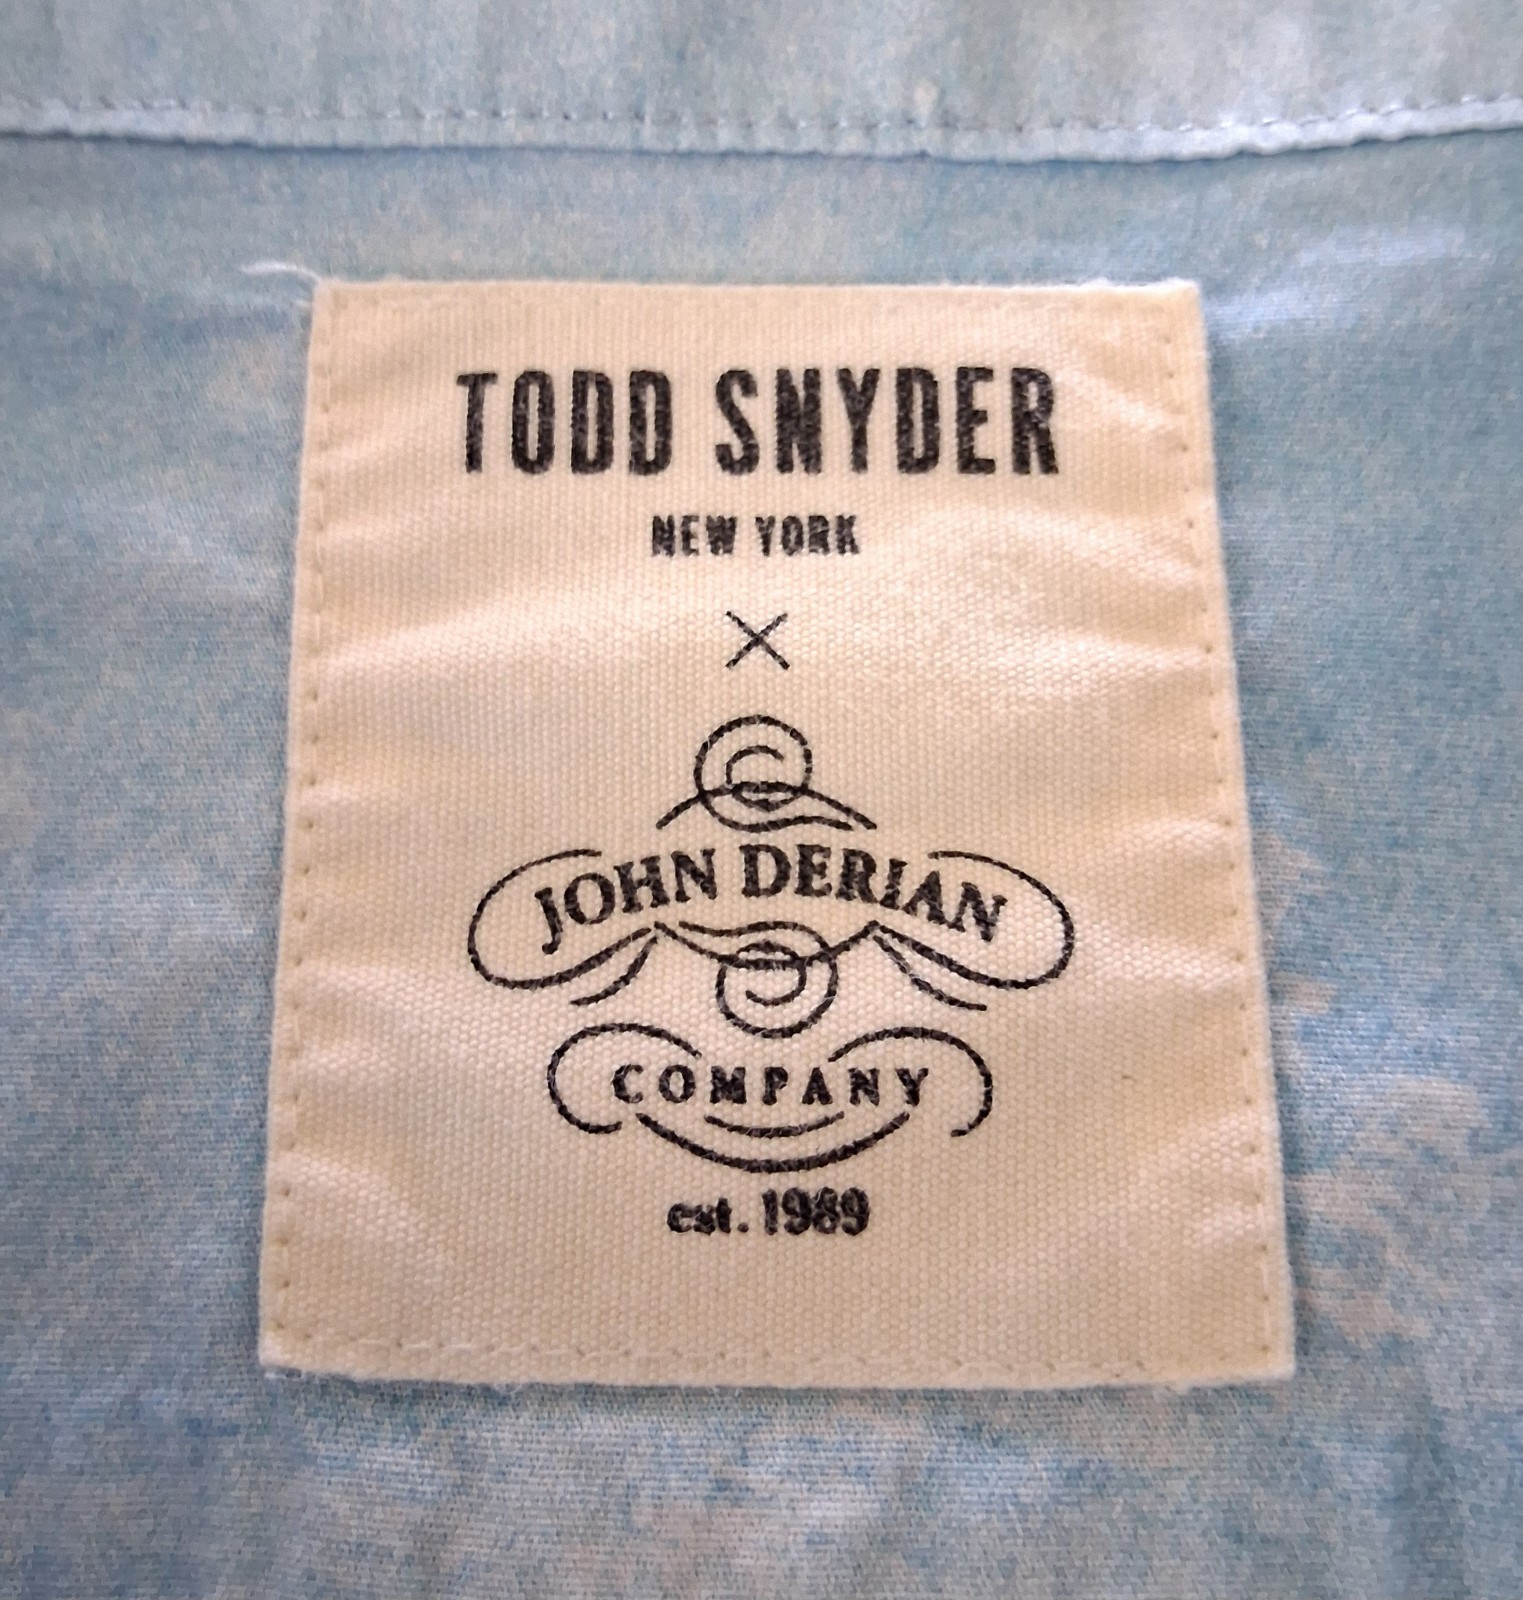 TODD SNYDER
NEW YORK
×
JOHN DERIAN
COMPANY
est. 1989